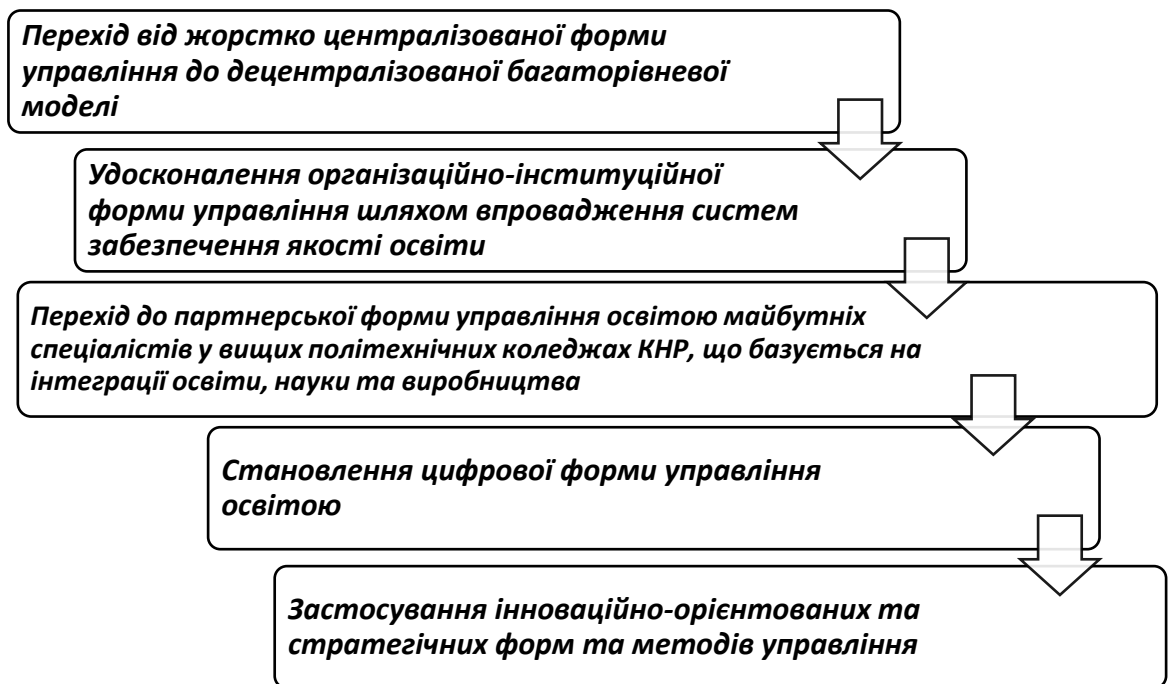 Перехід від жорстко централізованої форми
управління до децентралізованої багаторівневої
моделі
Удосконалення організаційно-інституційної
форми управління шляхом впровадження систем
забезпечення якості освіти
Перехід до партнерської форми управління освітою майбутніх
спеціалістів у вищих політехнічних коледжах КНР, що базується на
інтеграції освіти, науки та виробництва
Становлення цифрової форми управління
освітою
Застосування інноваційно-орієнтованих та
стратегічних форм та методів управління